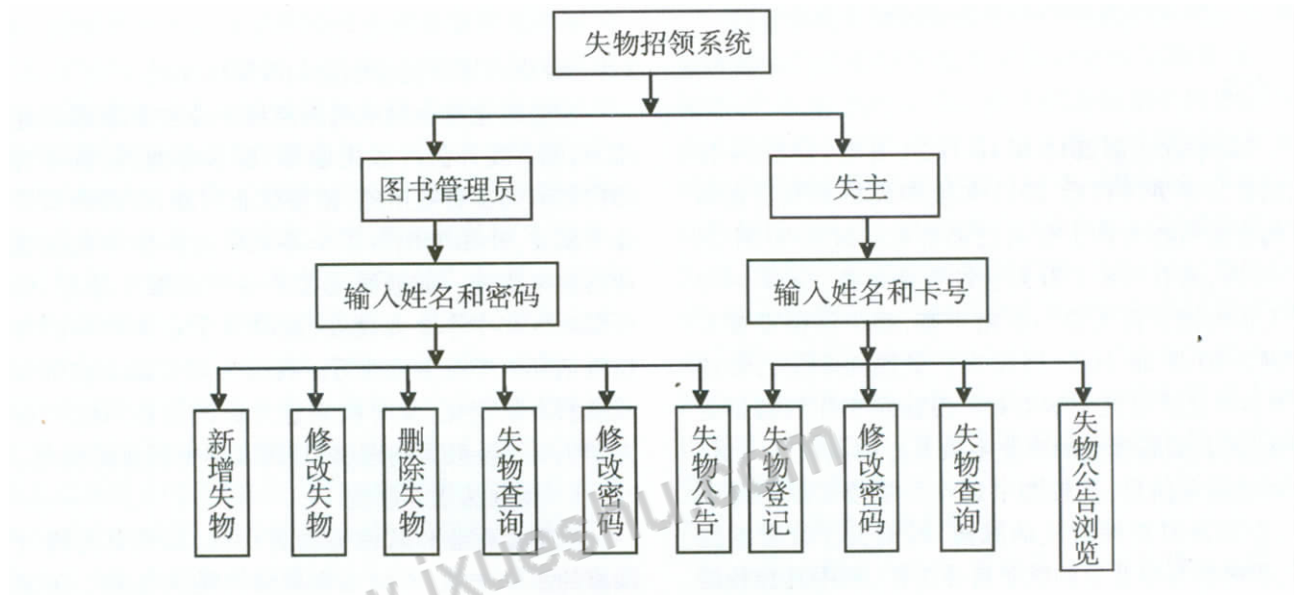 失物招领系统
图书管理员
失主
输入姓名和密码
输入姓名和卡号
新增失物
修改失物
删除失物
失物查询
修改密码
失物公告
失物登记
修改密码
失物查询
失物公告浏览
www.ixueshu.com